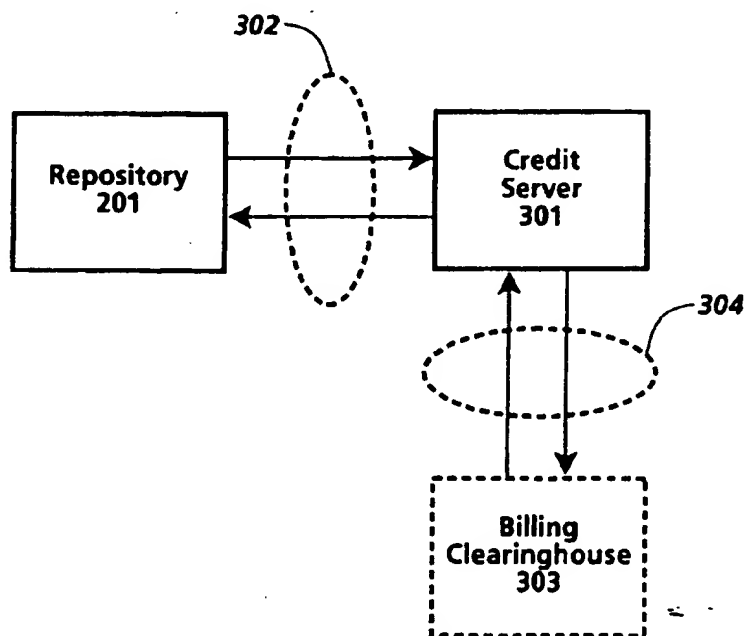 302
Repository
201
Credit
Server
301
304
Billing
Clearinghouse
303